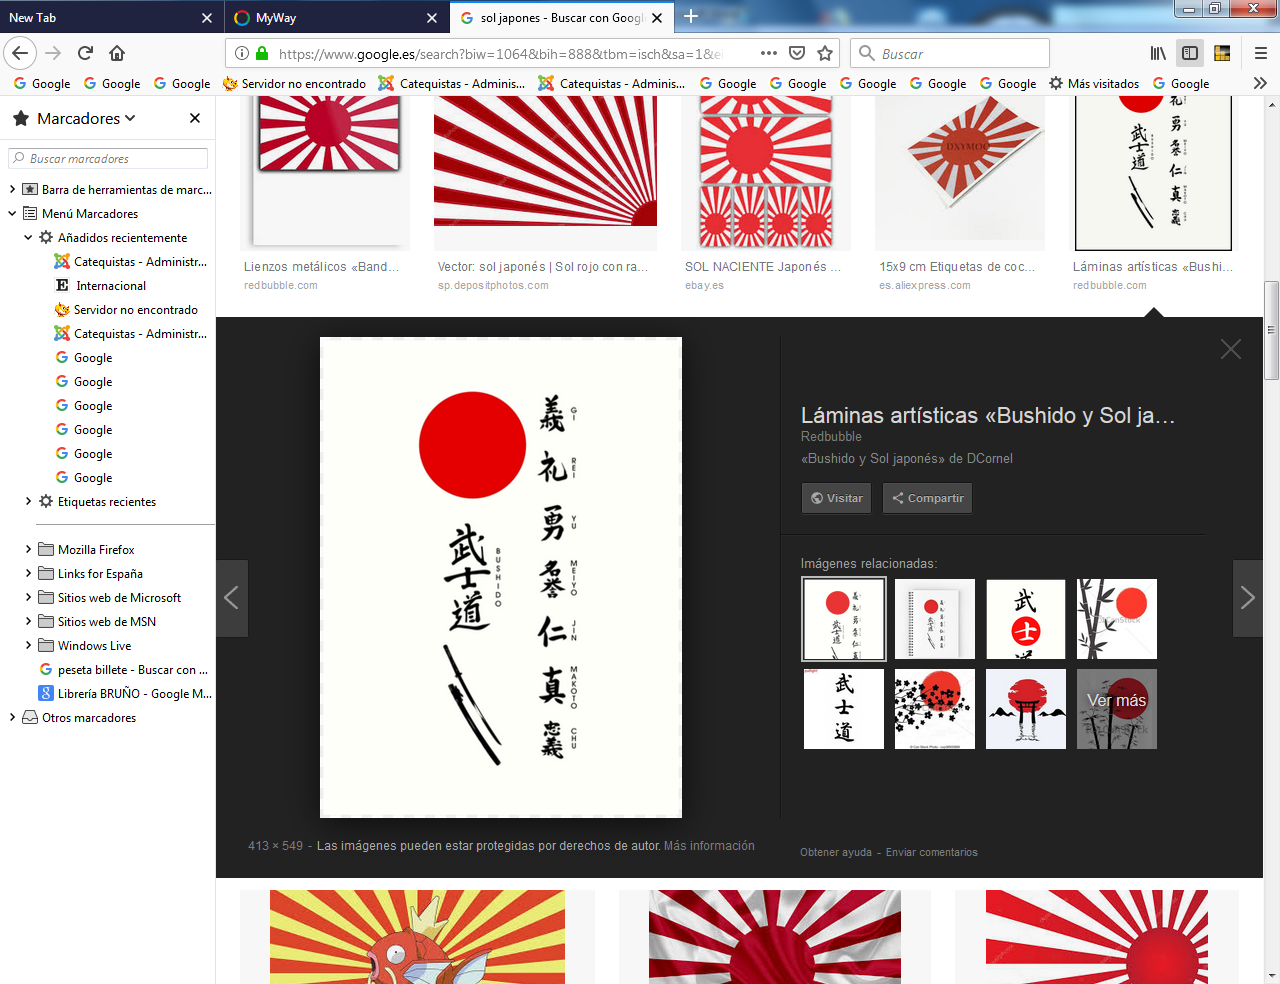 New Tab
MyWay
sol japones - Buscar con Googl
https://www.google.es/search?biw=1064&bih=888&tbm=isch&sa=1&e
Buscar
Google
Google
Google
Servidor no encontrado
Catequistas - Adminis...
Catequistas - Adminis...
Google
Google
Google
Google
Google
Más visitados
Google
Marcadores
Buscar marcadores
Barra de herramientas de marc...
Menú Marcadores
Añadidos recientemente
Catequistas - Administr...
Internacional
Servidor no encontrado
Catequistas - Administr...
Google
Google
Google
Google
Google
Google
Etiquetas recientes
Mozilla Firefox
Links for España
Sitios web de Microsoft
Sitios web de MSN
Windows Live
peseta billete - Buscar con ...
Librería BRUÑO - Google M...
Otros marcadores
DXYMOO
Lienzos metálicos «Band...
redbubble.com
Vector: sol japonés | Sol rojo con ra...
sp.depositphotos.com
SOL NACIENTE Japonés ...
ebay.es
15x9 cm Etiquetas de coc...
es.aliexpress.com
Láminas artísticas «Bushi...
redbubble.com
義 GI
礼 REI
勇 YU
名誉 MEIYO
仁 JIN
真 MAKOTO
忠義 CHU
武士道 BUSHIDO
Láminas artísticas «Bushido y Sol ja...
Redbubble
«Bushido y Sol japonés» de DCornel
Visitar
Compartir
Imágenes relacionadas:
武士道
武士道
Ver más
413 × 549 - Las imágenes pueden estar protegidas por derechos de autor. Más información
Obtener ayuda - Enviar comentarios